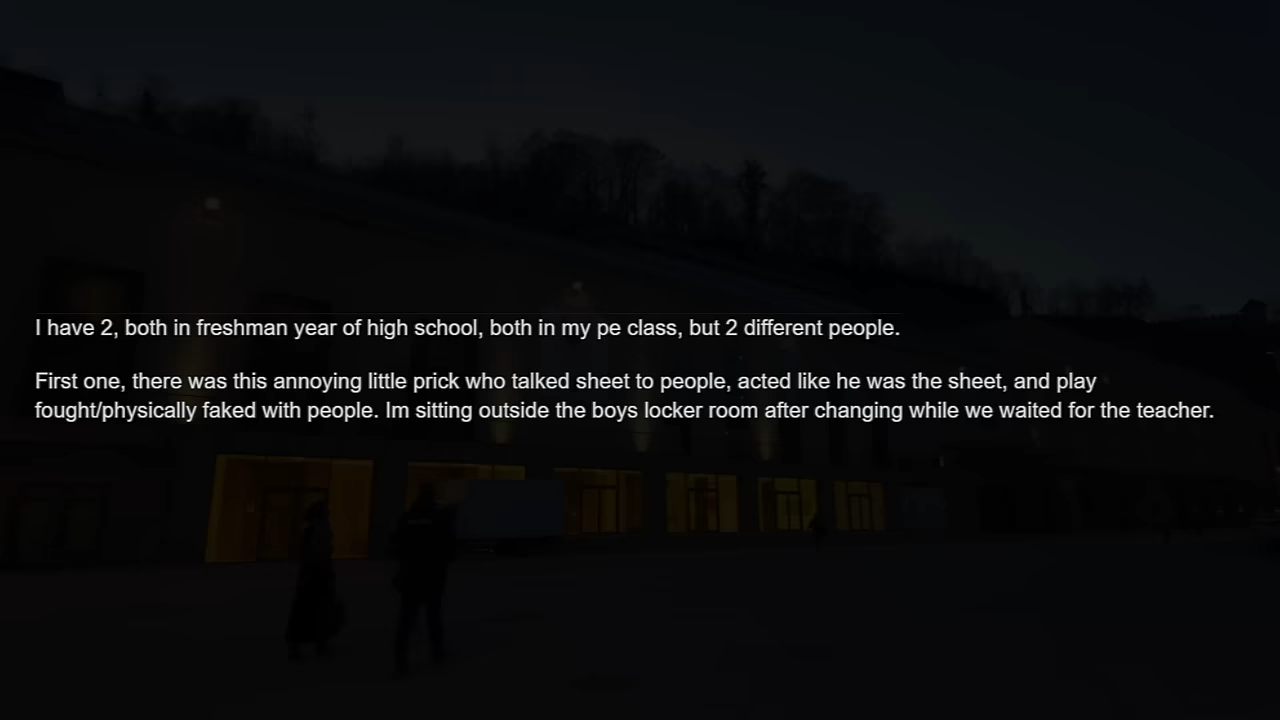 I have 2, both in freshman year of high school, both in my pe class, but 2 different people.
First one, there was this annoying little prick who talked sheet to people, acted like he was the sheet, and play
fought/physically faked with people. Im sitting outside the boys locker room after changing while we waited for the teacher.